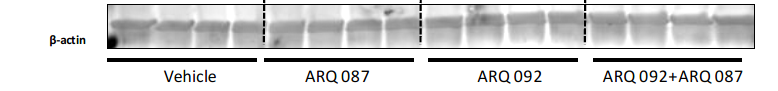 β-actin
Vehicle ARQ 087 ARQ 092 ARQ 092+ARQ 087